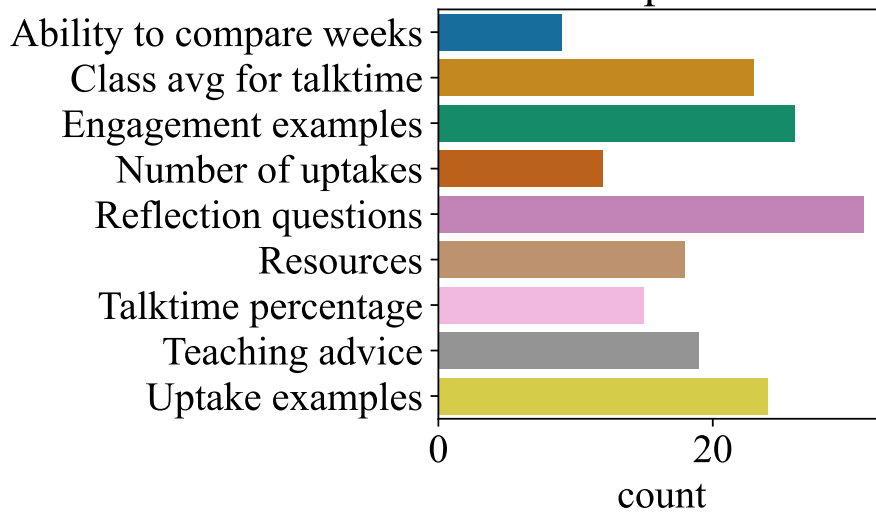 Ability to compare weeks
Class avg for talktime
Engagement examples
Number of uptakes
Reflection questions
Resources
Talktime percentage
Teaching advice
Uptake examples
0 20
count